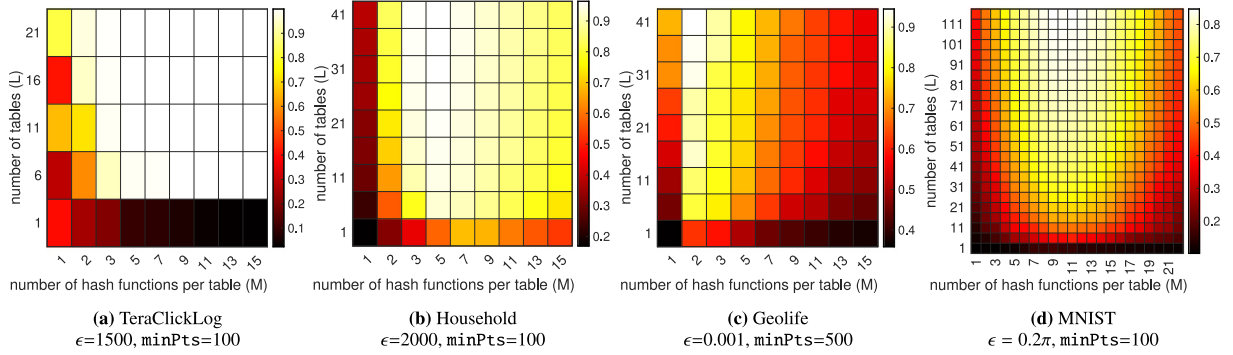 21
16
11
6
1
number of tables (L)
1 2 3 5 7 9 11 13 15
number of hash functions per table (M)
0.9
0.8
0.7
0.6
0.5
0.4
0.3
0.2
0.1
(a) TeraClickLog
ϵ=1500, minPts=100
41
31
21
11
1
number of tables (L)
1 2 3 5 7 9 11 13 15
number of hash functions per table (M)
0.9
0.8
0.7
0.6
0.5
0.4
0.3
0.2
(b) Household
ϵ=2000, minPts=100
41
31
21
11
1
number of tables (L)
1 2 3 5 7 9 11 13 15
number of hash functions per table (M)
0.9
0.8
0.7
0.6
0.5
0.4
(c) Geolife
ϵ=0.001, minPts=500
111
101
91
81
71
61
51
41
31
21
11
1
number of tables (L)
1 3 5 7 9 11 13 15 17 19 21
number of hash functions per table (M)
0.8
0.7
0.6
0.5
0.4
0.3
0.2
(d) MNIST
ϵ = 0.2π, minPts=100